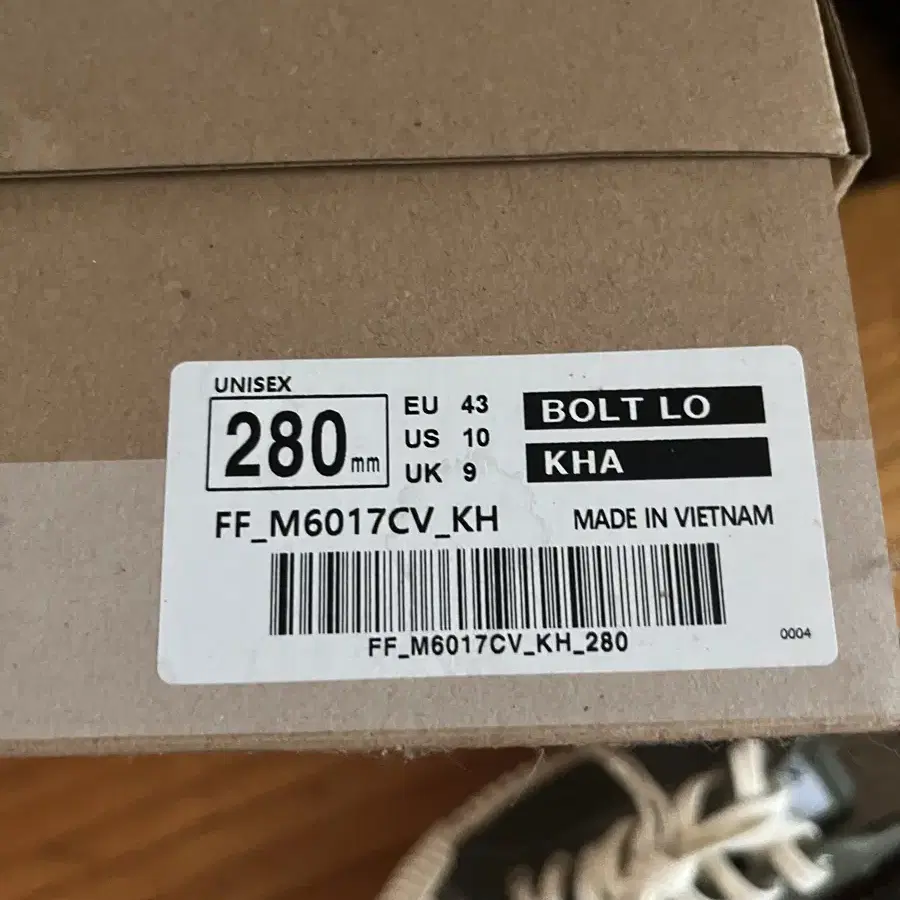 UNISEX
280mm
EU 43
US 10
UK 9
BOLT LO
KHA
FF_M6017CV_KH
MADE IN VIETNAM
FF_M6017CV_KH_280
0004